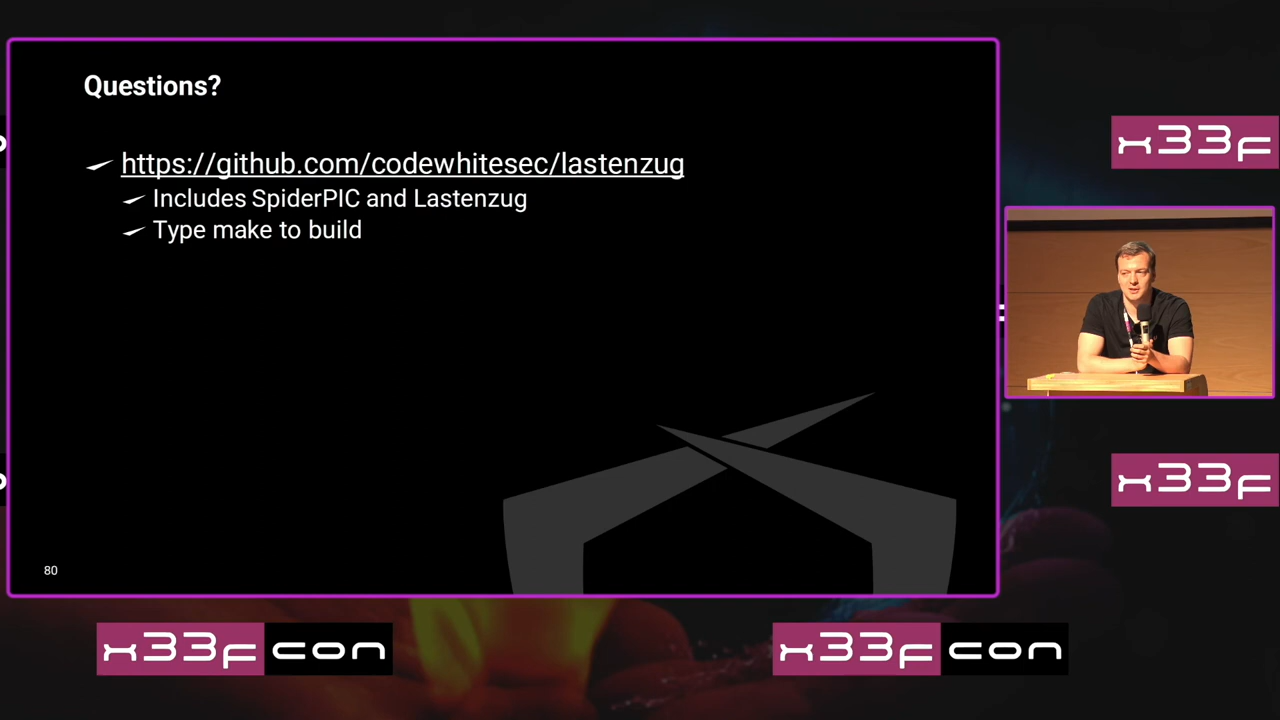 Questions?
https://github.com/codewhitesec/lastenzug
Includes SpiderPIC and Lastenzug
Type make to build
80
x33f
x33f
x33fcon
x33fcon